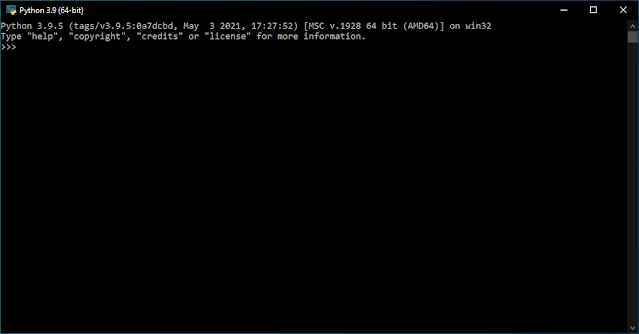 Python 3.9 (64-bit)
Python 3.9.5 (tags/v3.9.5:0a7dcbd, May  3 2021, 17:27:52) [MSC v.1928 64 bit (AMD64)] on win32
Type "help", "copyright", "credits" or "license" for more information.
>>>